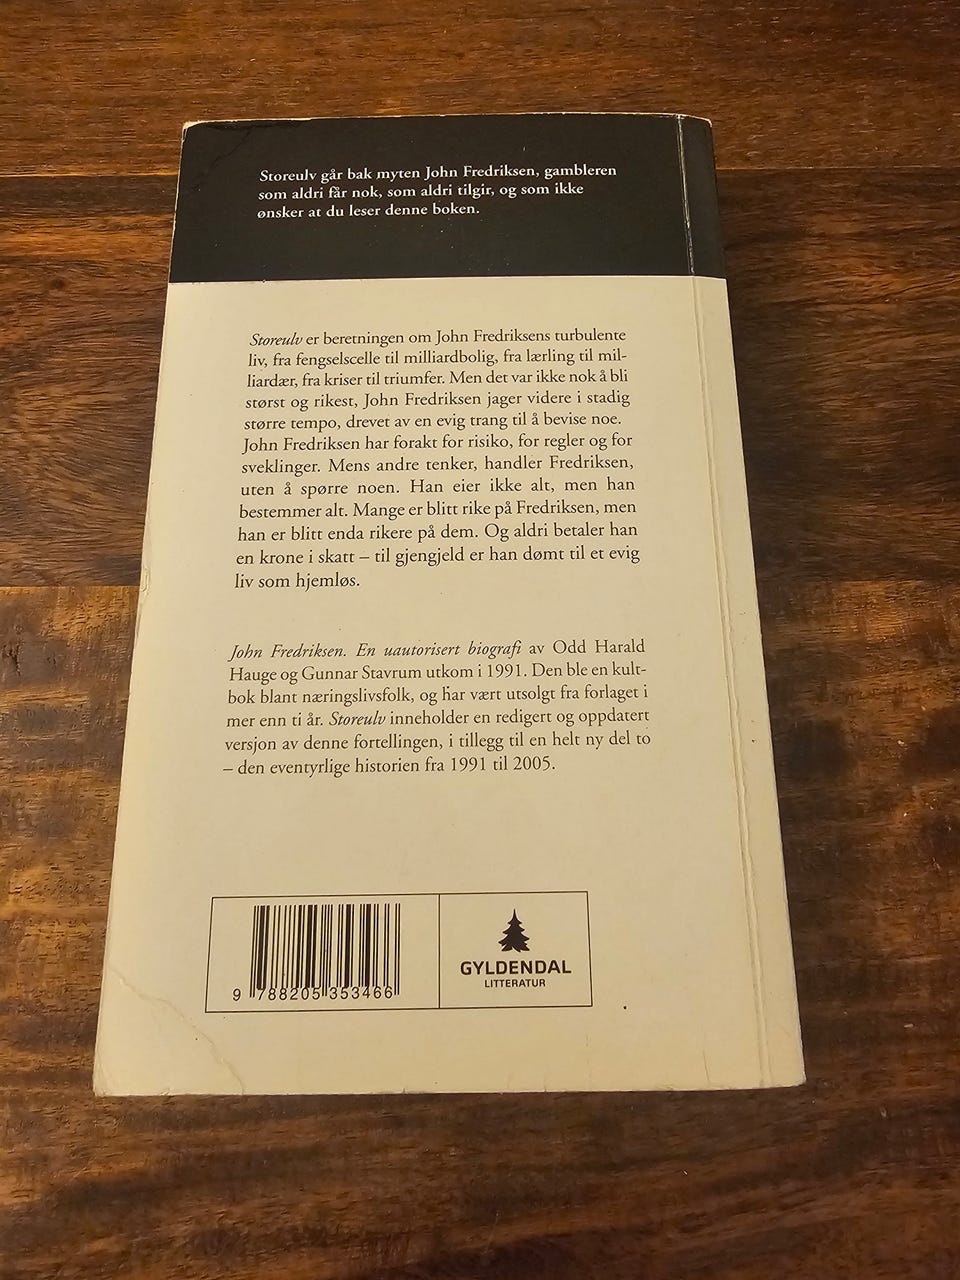 Storeulv går bak myten John Fredriksen, gambleren
som aldri får nok, som aldri tilgir, og som ikke
ønsker at du leser denne boken.
Storeulv er beretningen om John Fredriksens turbulente
liv, fra fengselscelle til milliardbolig, fra lærling til mil-
liardær, fra kriser til triumfer. Men det var ikke nok å bli
størst og rikest, John Fredriksen jager videre i stadig
større tempo, drevet av en evig trang til å bevise noe.
John Fredriksen har forakt for risiko, for regler og for
sveklinger. Mens andre tenker, handler Fredriksen,
uten å spørre noen. Han eier ikke alt, men han
bestemmer alt. Mange er blitt rike på Fredriksen, men
han er blitt enda rikere på dem. Og aldri betaler han
en krone i skatt – til gjengjeld er han dømt til et evig
liv som hjemløs.
John Fredriksen. En uautorisert biografi av Odd Harald
Hauge og Gunnar Stavrum utkom i 1991. Den ble en kult-
bok blant næringslivsfolk, og har vært utsolgt fra forlaget i
mer enn ti år. Storeulv inneholder en redigert og oppdatert
versjon av denne fortellingen, i tillegg til en helt ny del to
– den eventyrlige historien fra 1991 til 2005.
9 788205 353466
GYLDENDAL
LITTERATUR